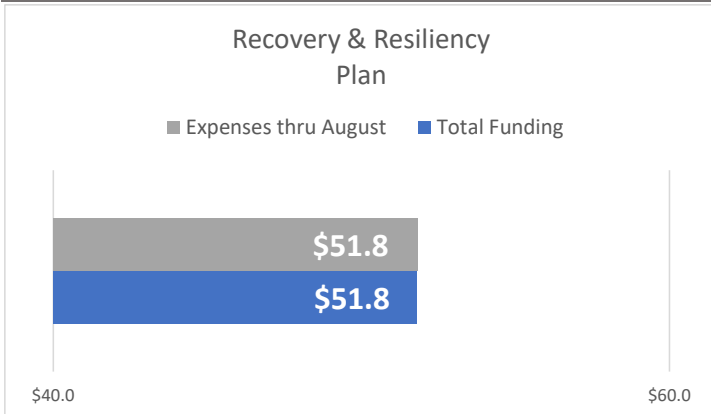 Recovery & Resiliency
Plan
Expenses thru August Total Funding
$51.8
$51.8
$40.0 $60.0